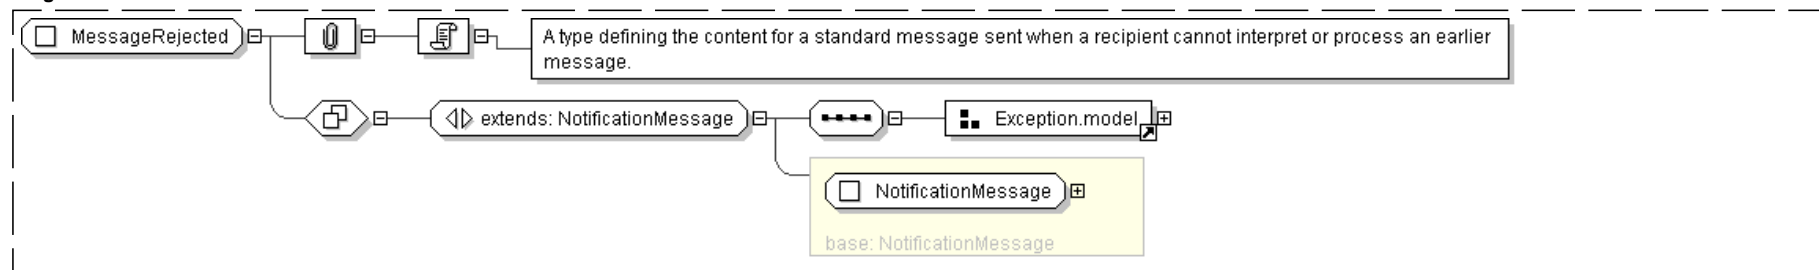 MessageRejected
A type defining the content for a standard message sent when a recipient cannot interpret or process an earlier
message.
extends: NotificationMessage
Exception.model
NotificationMessage
base: NotificationMessage